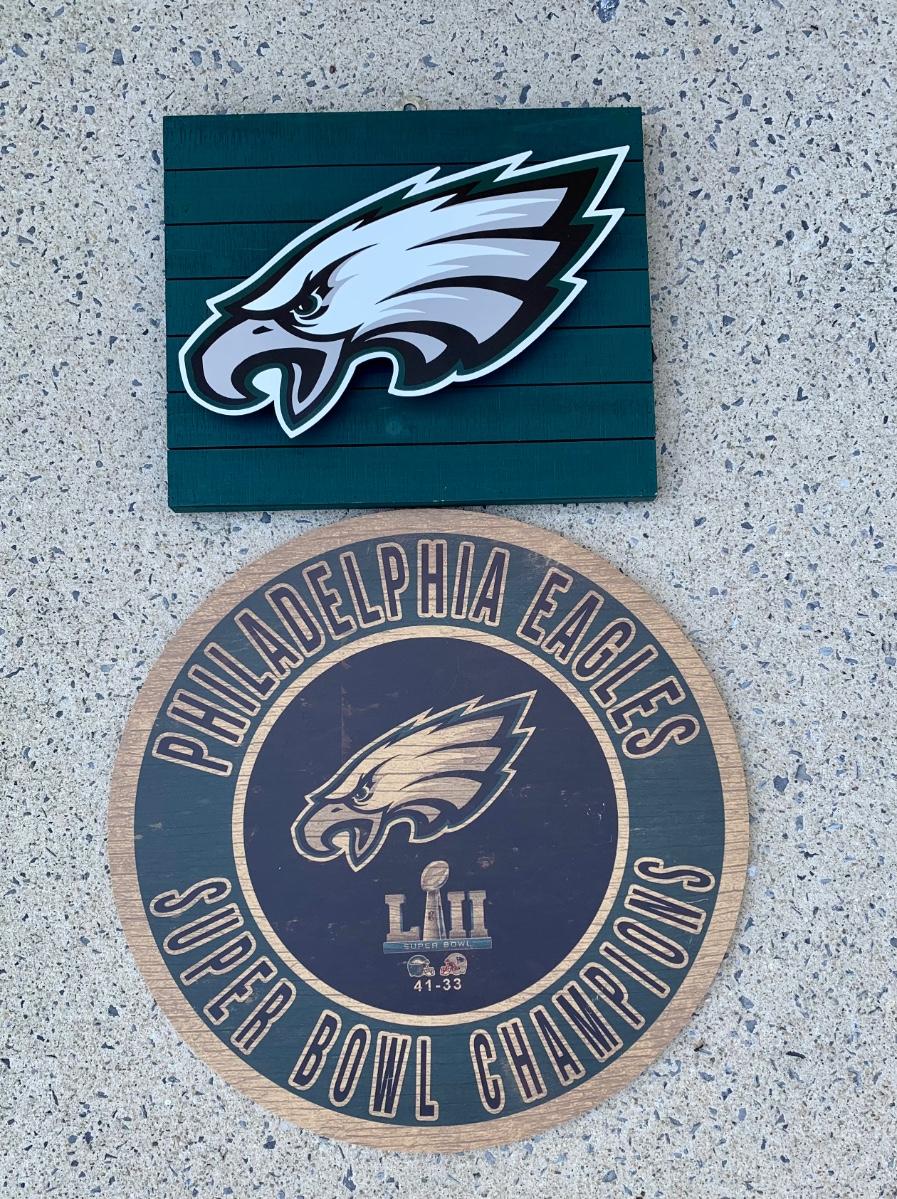 PHILADELPHIA EAGLES
LII
SUPER BOWL
41-33
SUPER BOWL CHAMPIONS